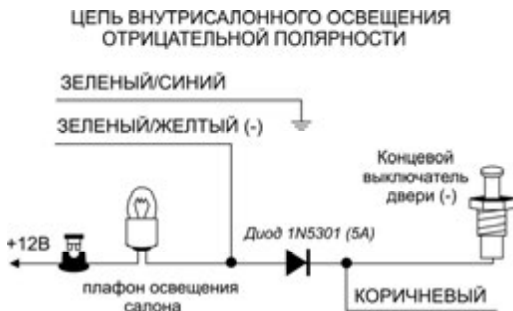 ЦЕПЬ ВНУТРИСАЛОННОГО ОСВЕЩЕНИЯ
ОТРИЦАТЕЛЬНОЙ ПОЛЯРНОСТИ
ЗЕЛЕНЫЙ/СИНИЙ
ЗЕЛЕНЫЙ/ЖЕЛТЫЙ (-)
Концевой
выключатель
двери (-)
Диод 1N5301 (5А)
+12В
плафон освещения
салона
КОРИЧНЕВЫЙ